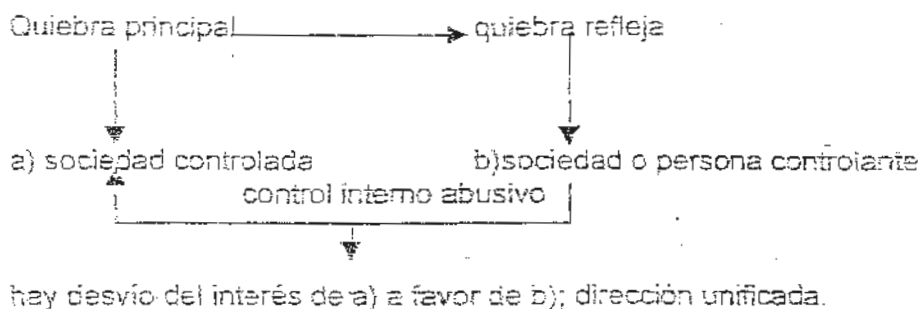 Quiebra principal quiebra refleja
a) sociedad controlada b)sociedad o persona controlante
control interno abusivo
hay desvío del interés de a) a favor de b); dirección unificada.